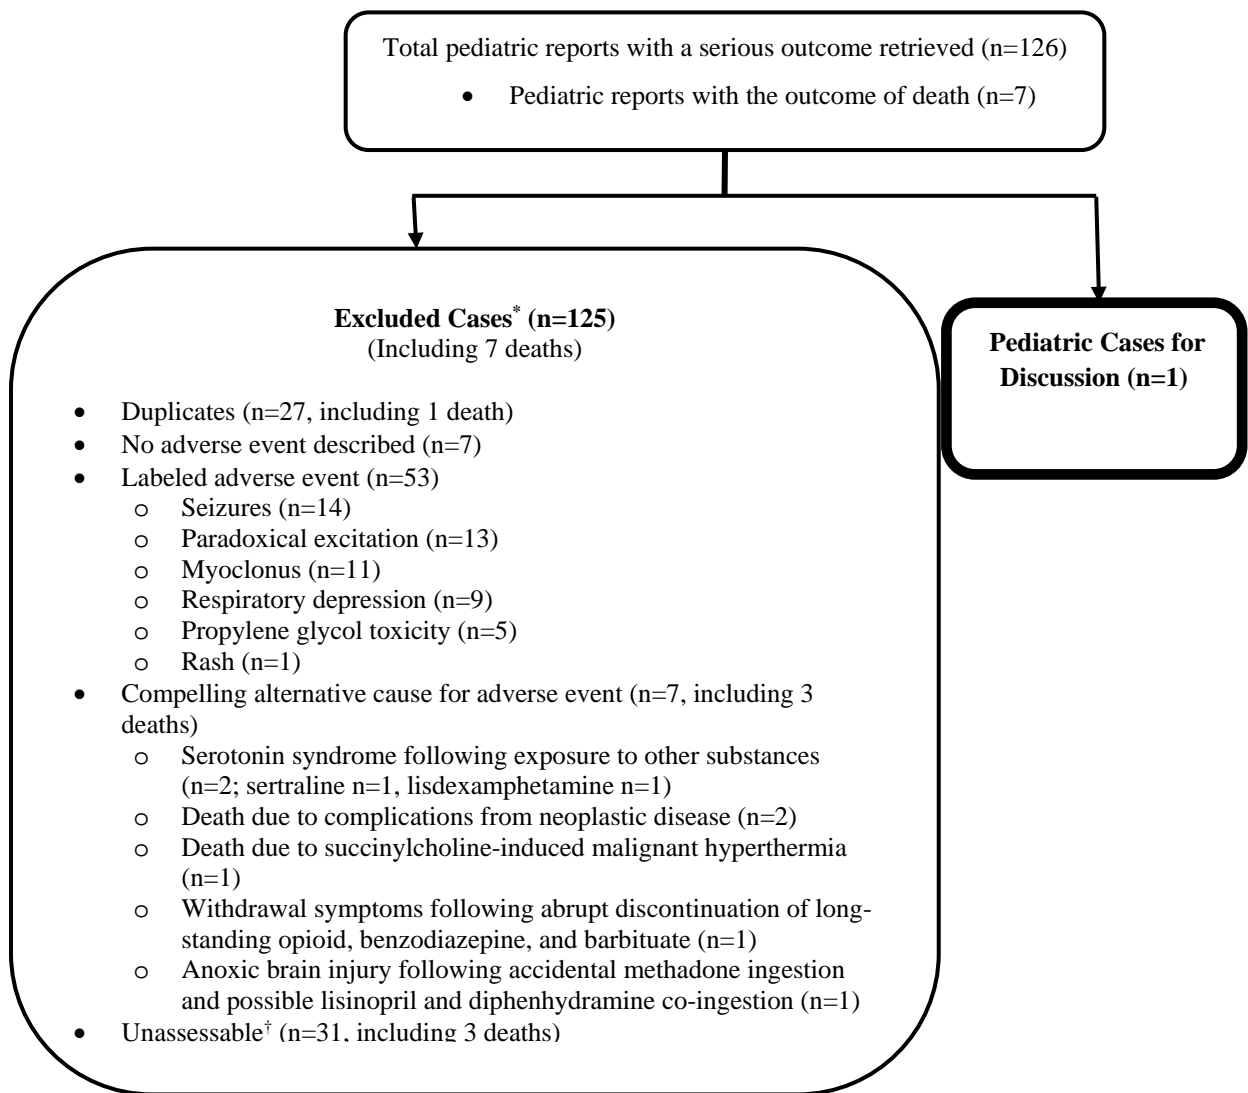 Total pediatric reports with a serious outcome retrieved (n=126)
• Pediatric reports with the outcome of death (n=7)
Excluded Cases* (n=125)
(Including 7 deaths)
• Duplicates (n=27, including 1 death)
• No adverse event described (n=7)
• Labeled adverse event (n=53)
o Seizures (n=14)
o Paradoxical excitation (n=13)
o Myoclonus (n=11)
o Respiratory depression (n=9)
o Propylene glycol toxicity (n=5)
o Rash (n=1)
• Compelling alternative cause for adverse event (n=7, including 3
deaths)
o Serotonin syndrome following exposure to other substances
(n=2; sertraline n=1, lisdexamphetamine n=1)
o Death due to complications from neoplastic disease (n=2)
o Death due to succinylcholine-induced malignant hyperthermia
(n=1)
o Withdrawal symptoms following abrupt discontinuation of long-
standing opioid, benzodiazepine, and barbituate (n=1)
o Anoxic brain injury following accidental methadone ingestion
and possible lisinopril and diphenhydramine co-ingestion (n=1)
• Unassessable† (n=31, including 3 deaths)
Pediatric Cases for
Discussion (n=1)